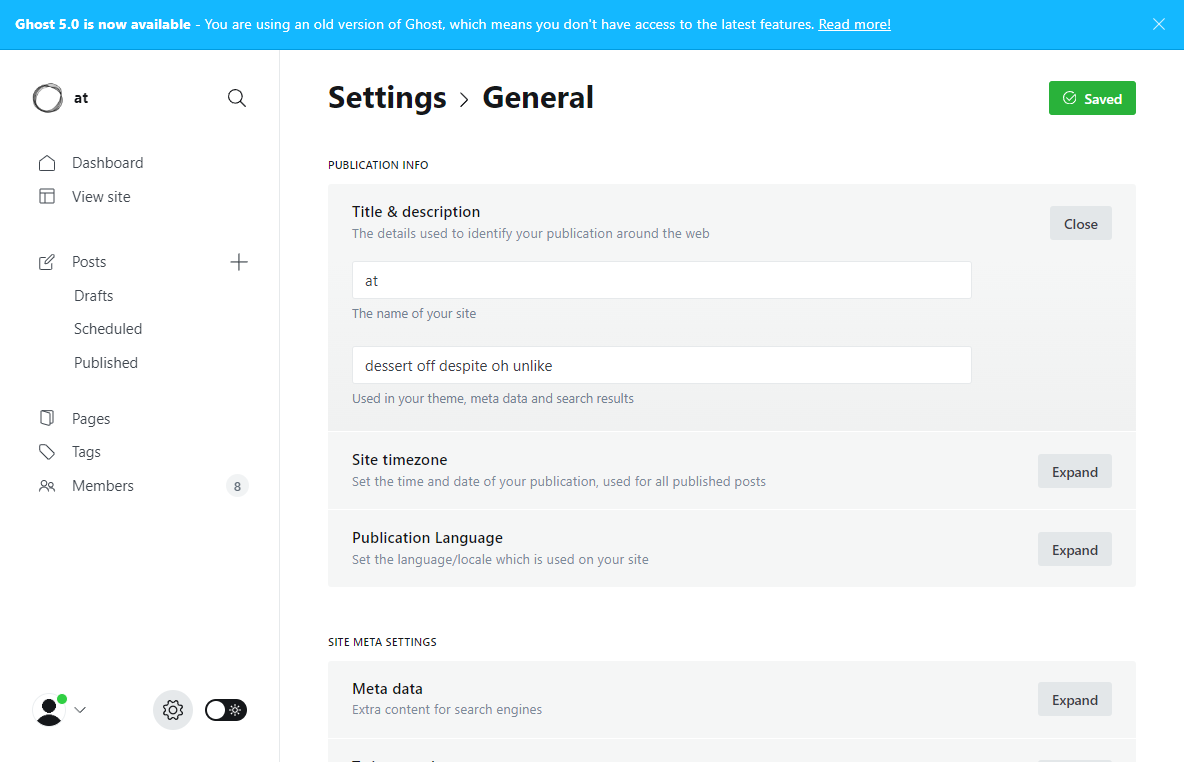 Ghost 5.0 is now available - You are using an old version of Ghost, which means you don't have access to the latest features. Read more!
at
Dashboard
View site
Posts
Drafts
Scheduled
Published
Pages
Tags
Members 8
Settings > General
Saved
PUBLICATION INFO
Title & description
The details used to identify your publication around the web
Close
at
The name of your site
dessert off despite oh unlike
Used in your theme, meta data and search results
Site timezone
Set the time and date of your publication, used for all published posts
Expand
Publication Language
Set the language/locale which is used on your site
Expand
SITE META SETTINGS
Meta data
Extra content for search engines
Expand